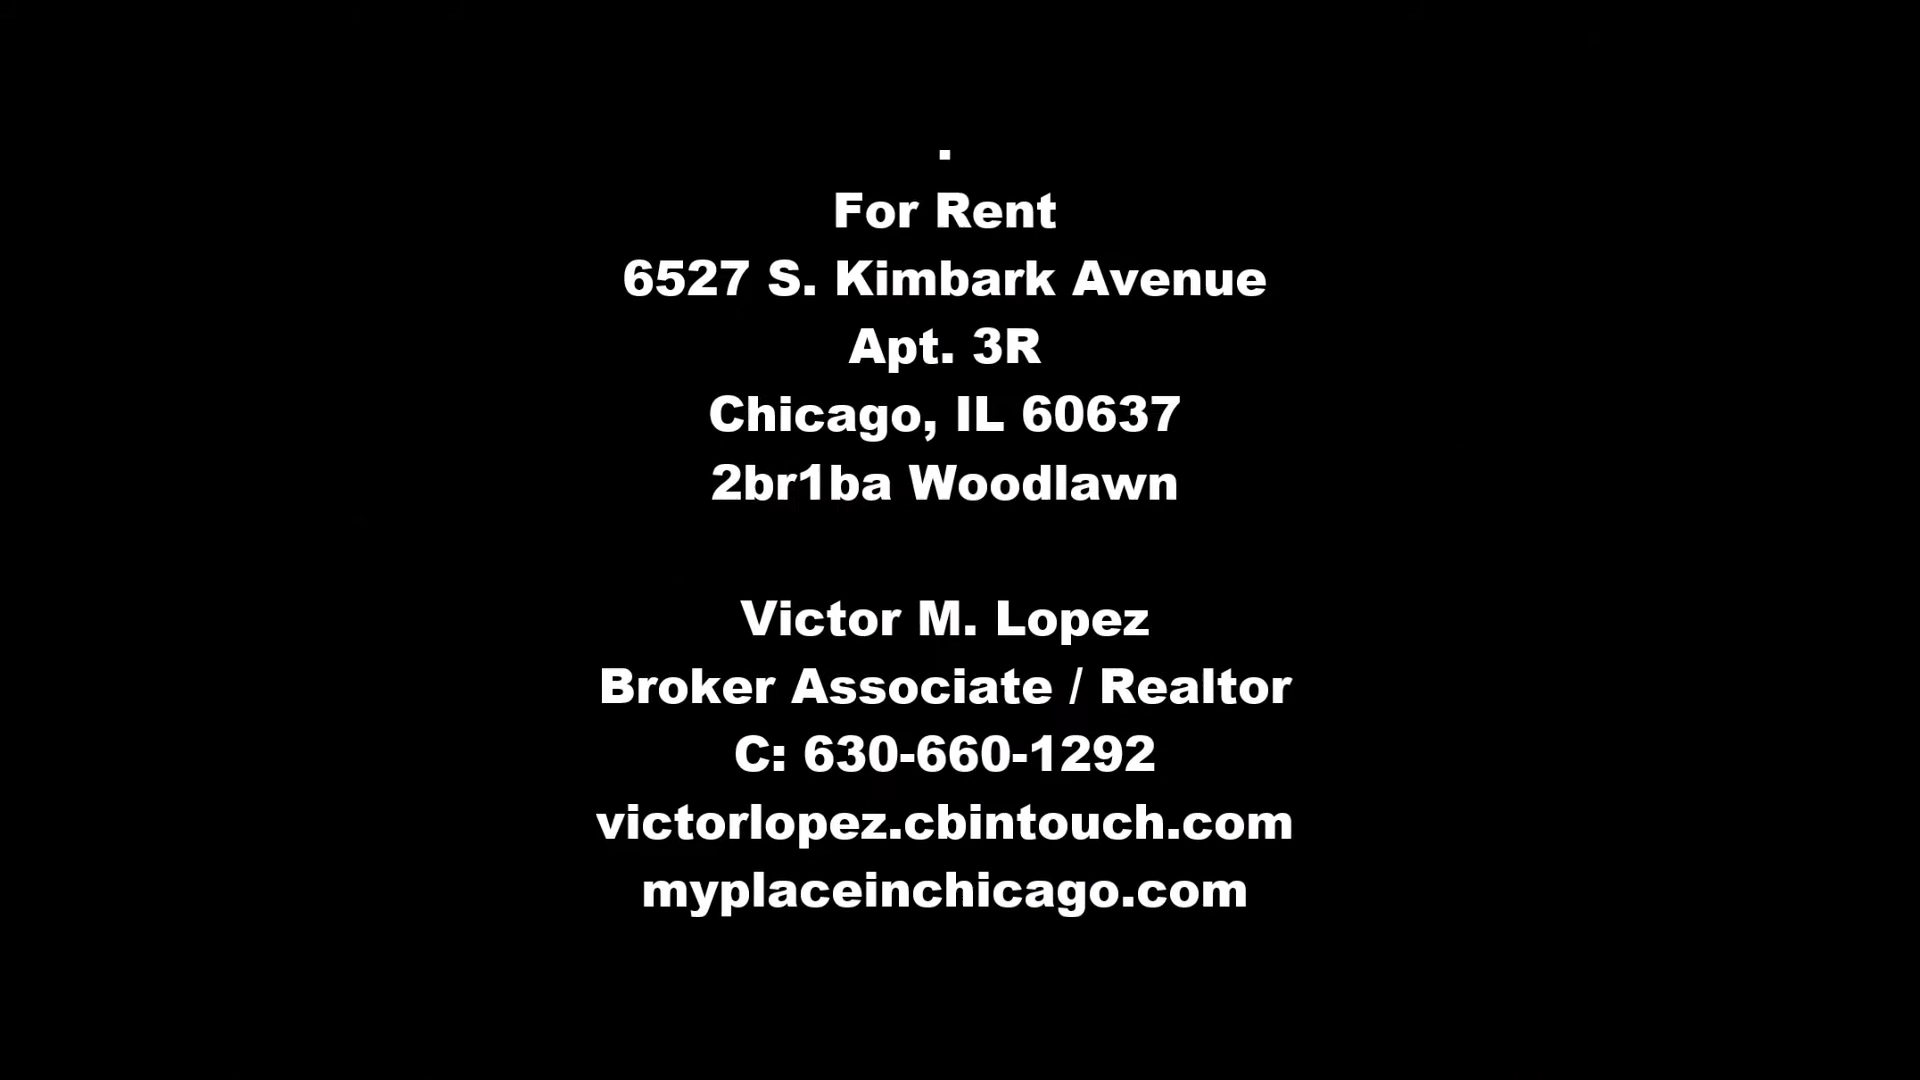 .
For Rent
6527 S. Kimbark Avenue
Apt. 3R
Chicago, IL 60637
2br1ba Woodlawn
Victor M. Lopez
Broker Associate / Realtor
C: 630-660-1292
victorlopez.cbintouch.com
myplaceinchicago.com